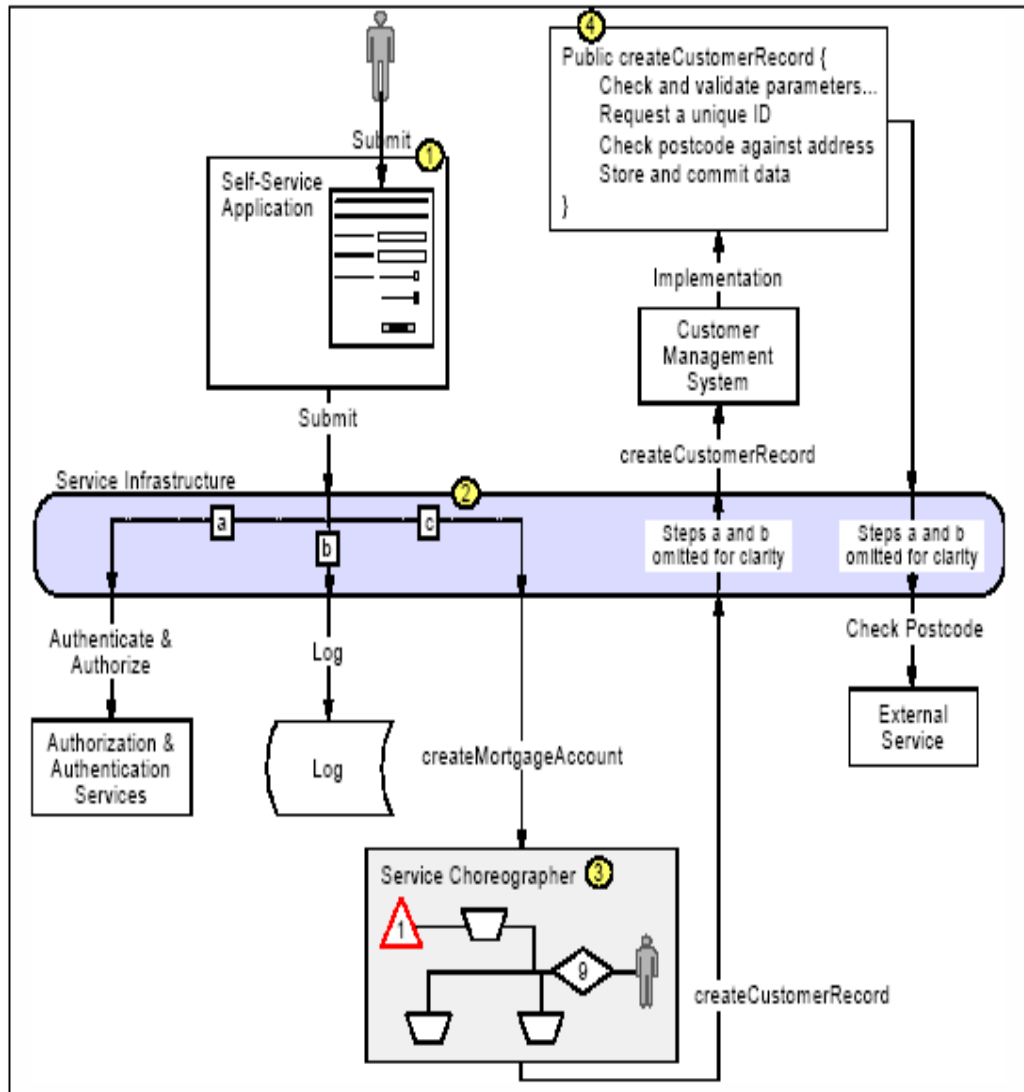 Submit
1
Self-Service
Application
Submit
4
Public createCustomerRecord {
Check and validate parameters...
Request a unique ID
Check postcode against address
Store and commit data
}
Implementation
Customer
Management
System
createCustomerRecord
Service Infrastructure
2
a
b
c
Steps a and b
omitted for clarity
Steps a and b
omitted for clarity
Authenticate &
Authorize
Log
Check Postcode
Authorization &
Authentication
Services
Log
createMortgageAccount
External
Service
Service Choreographer
3
1
9
createCustomerRecord